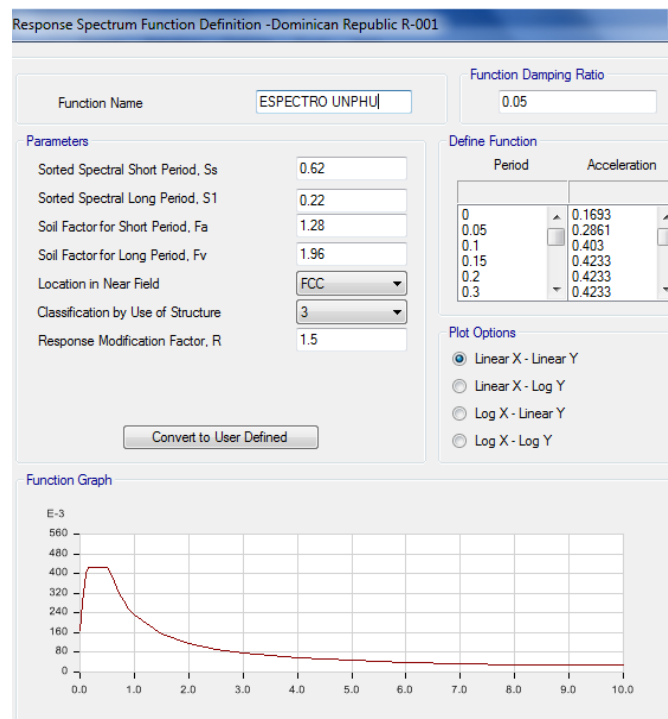 Response Spectrum Function Definition -Dominican Republic R-001
Function Damping Ratio
Function Name ESPECTRO UNPHU 0.05
Parameters
Sorted Spectral Short Period, Ss 0.62
Sorted Spectral Long Period, S1 0.22
Soil Factor for Short Period, Fa 1.28
Soil Factor for Long Period, Fv 1.96
Location in Near Field FCC
Classification by Use of Structure 3
Response Modification Factor, R 1.5
Convert to User Defined
Define Function
Period Acceleration
0 0.1693
0.05 0.2861
0.1 0.403
0.15 0.4233
0.2 0.4233
0.3 0.4233
Plot Options
Linear X - Linear Y
Linear X - Log Y
Log X - Linear Y
Log X - Log Y
Function Graph
E-3
560
480
400
320
240
160
80
0
0.0 1.0 2.0 3.0 4.0 5.0 6.0 7.0 8.0 9.0 10.0